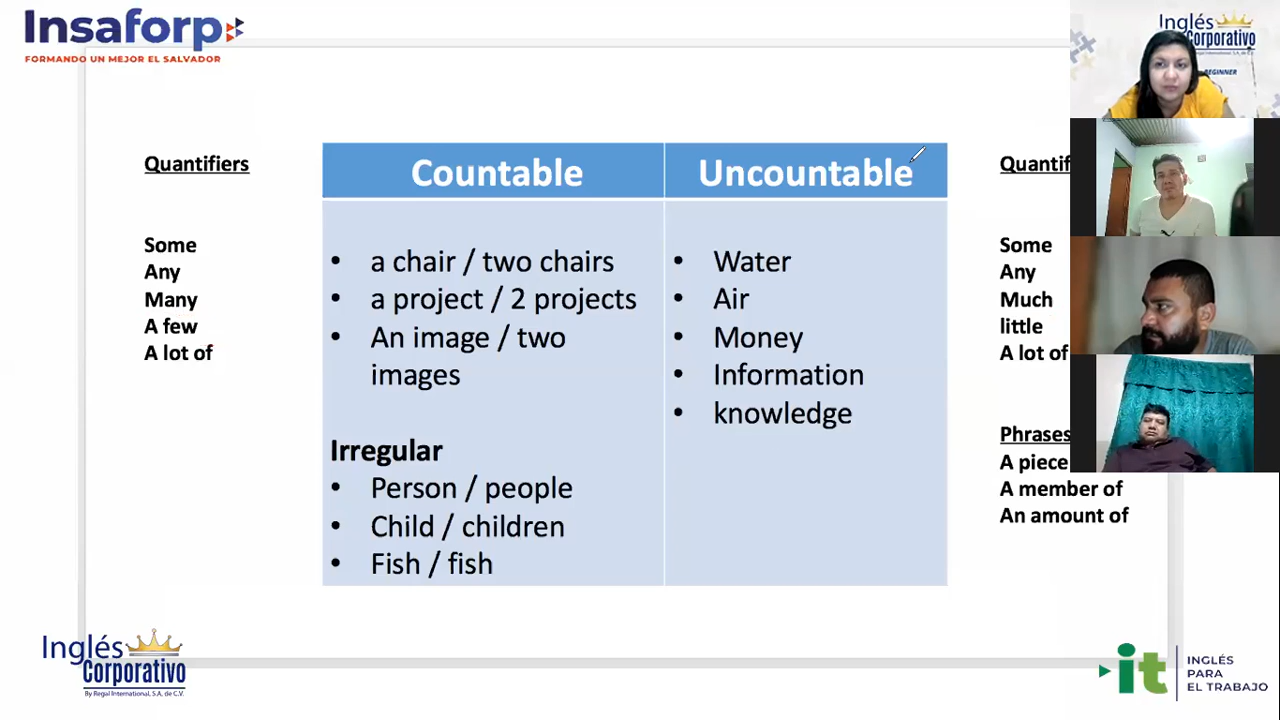 Insaforp
FORMANDO UN MEJOR EL SALVADOR
Inglés
Corporativo
BEGINNER
Quantifiers
Some
Any
Many
A few
A lot of
Countable
Uncountable
• a chair / two chairs
• a project / 2 projects
• An image / two
images
Irregular
• Person / people
• Child / children
• Fish / fish
• Water
• Air
• Money
• Information
• knowledge
Quantif
Some
Any
Much
little
A lot of
Phrases
A piece
A member of
An amount of
Inglés
Corporativo
By Regal International, S.A. de C.V.
it
INGLÉS
PARA
EL TRABAJO